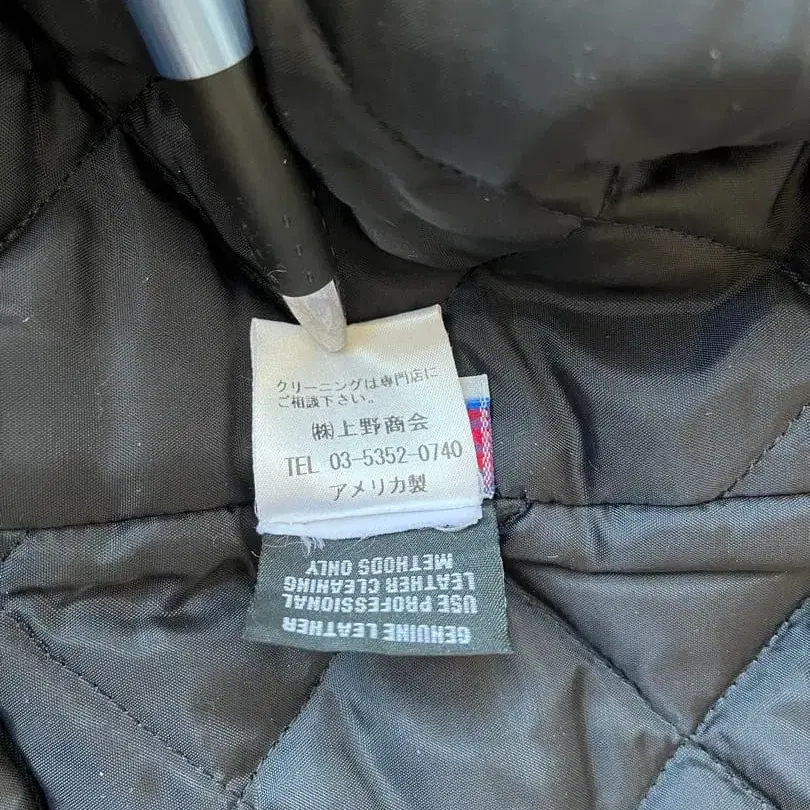 クリーニングは専門店に
ご相談下さい。
㈱上野商会
TEL 03-5352-0740
アメリカ製
GENUINE LEATHER
USE PROFESSIONAL
LEATHER CLEANING
METHODS ONLY